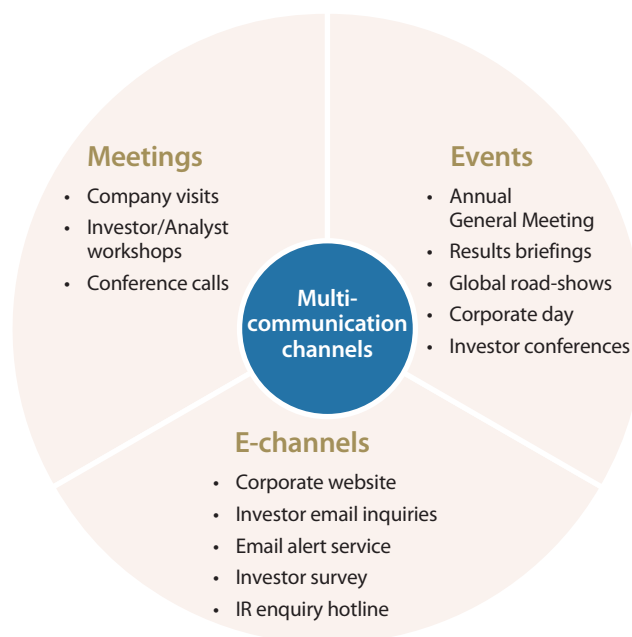 Meetings
• Company visits
• Investor/Analyst
workshops
• Conference calls
Events
• Annual
General Meeting
• Results briefings
• Global road-shows
• Corporate day
• Investor conferences
Multi-
communication
channels
E-channels
• Corporate website
• Investor email inquiries
• Email alert service
• Investor survey
• IR enquiry hotline